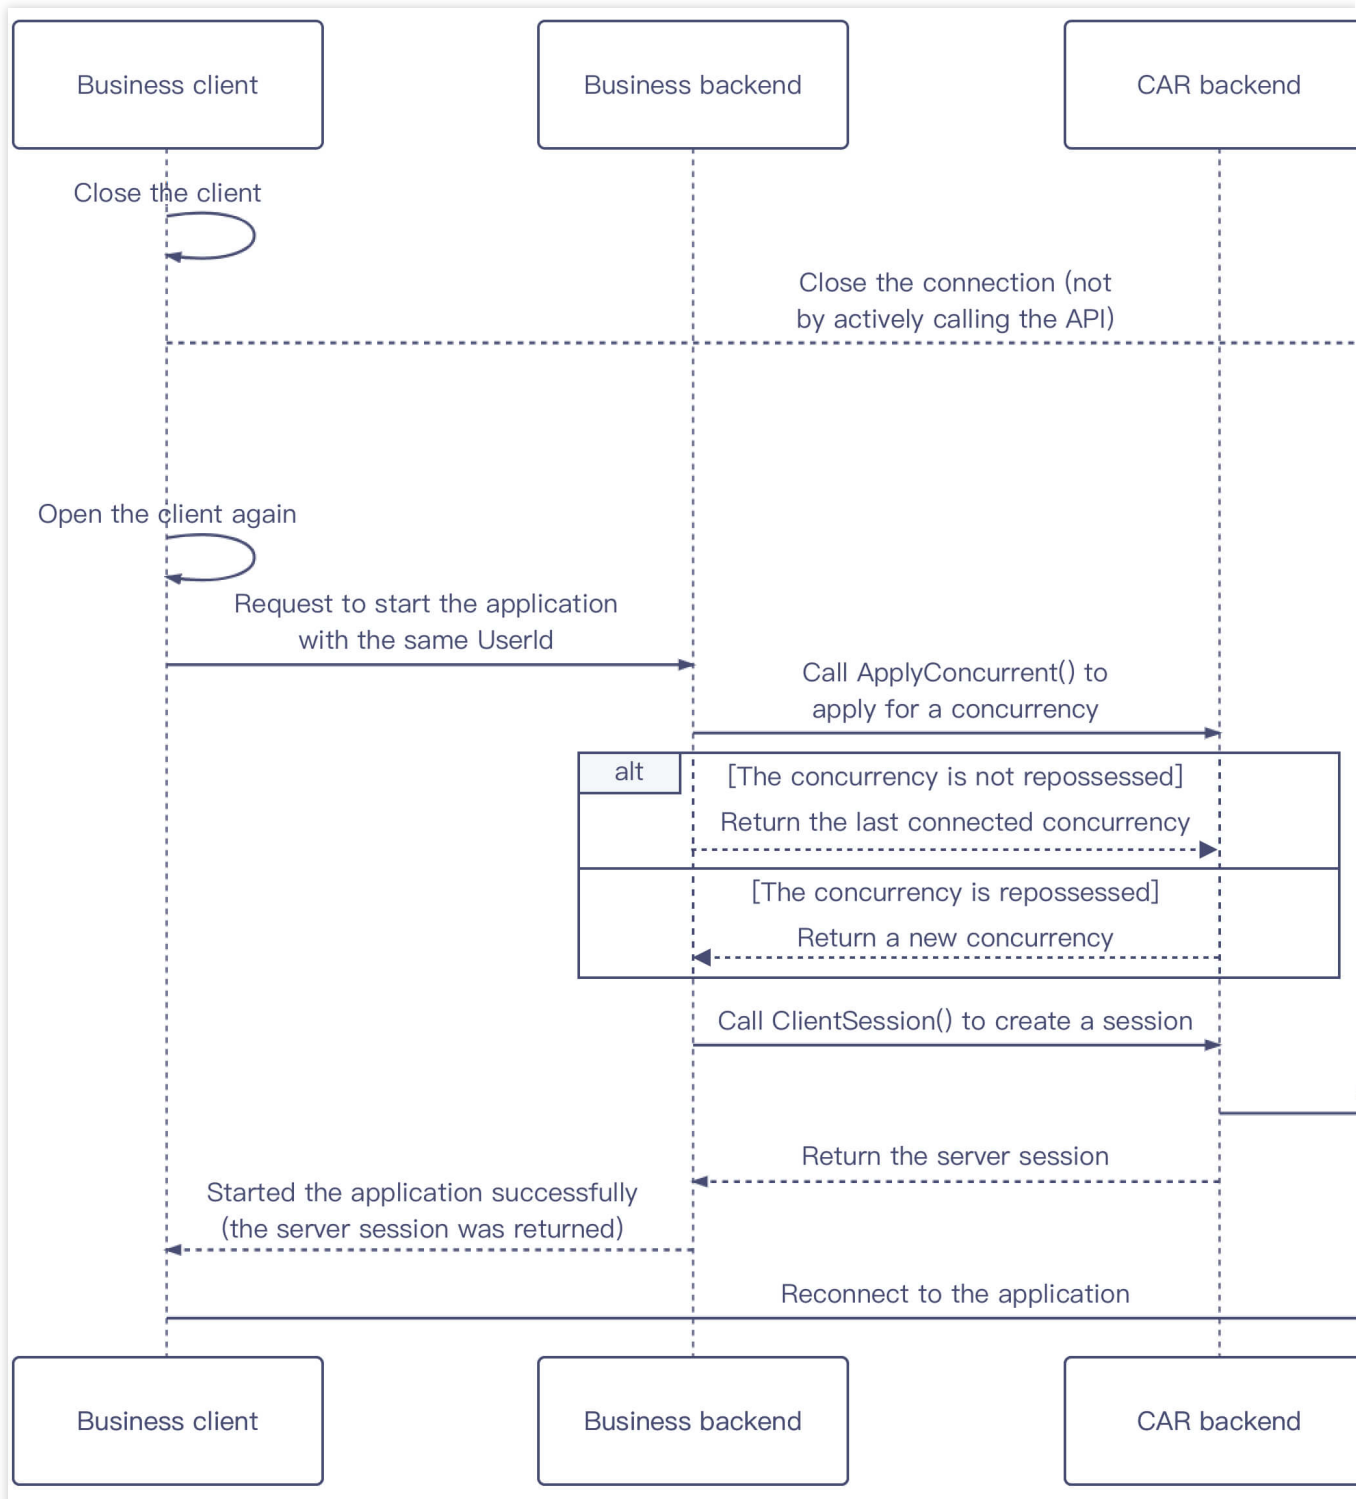 Business client
Business backend
CAR backend
Close the client
Close the connection (not
by actively calling the API)
Open the client again
Request to start the application
with the same UserId
Call ApplyConcurrent() to
apply for a concurrency
alt
[The concurrency is not repossessed]
Return the last connected concurrency
[The concurrency is repossessed]
Return a new concurrency
Call ClientSession() to create a session
Return the server session
Started the application successfully
(the server session was returned)
Reconnect to the application
Business client
Business backend
CAR backend